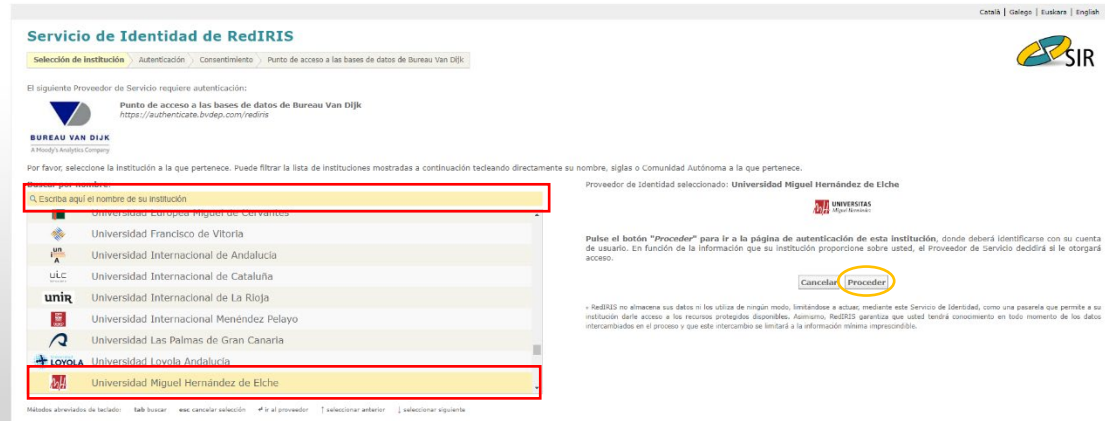 Català | Galego | Euskara | English
Servicio de Identidad de RedIRIS
Selección de institución
Autenticación
Consentimiento
Punto de acceso a las bases de datos de Bureau Van Dijk
SIR
El siguiente Proveedor de Servicio requiere autenticación:
Punto de acceso a las bases de datos de Bureau Van Dijk
https://authenticate.bvdep.com/rediris
BUREAU VAN DIJK
A Moody's Analytics Company
Por favor, seleccione la institución a la que pertenece. Puede filtrar la lista de instituciones mostradas a continuación tecleando directamente su nombre, siglas o Comunidad Autónoma a la que pertenece.
Buscar por nombre:
Escriba aquí el nombre de su institución
Universidad Europea Miguel de Cervantes
Universidad Francisco de Vitoria
un i A
Universidad Internacional de Andalucía
uic
Universidad Internacional de Cataluña
unir
Universidad Internacional de La Rioja
Universidad Internacional Menéndez Pelayo
Universidad Las Palmas de Gran Canaria
LOYOLA
Universidad Loyola Andalucía
Universidad Miguel Hernández de Elche
Métodos abreviados de teclado: tab buscar esc cancelar selección ↵ ir al proveedor ↑ seleccionar anterior ↓ seleccionar siguiente
Proveedor de Identidad seleccionado: Universidad Miguel Hernández de Elche
UNIVERSITAS
Miguel Hernández
Pulse el botón "Proceder" para ir a la página de autenticación de esta institución, donde deberá identificarse con su cuenta
de usuario. En función de la información que su institución proporcione sobre usted, el Proveedor de Servicio decidirá si le otorgará
acceso.
Cancelar
Proceder
RedIRIS no almacena sus datos ni los utiliza de ningún modo, limitándose a actuar, mediante este Servicio de Identidad, como una pasarela que permite a su
institución darle acceso a los recursos protegidos disponibles. Asimismo, RedIRIS garantiza que usted tendrá conocimiento en todo momento de los datos
intercambiados en el proceso y que este intercambio se limitará a la información mínima imprescindible.